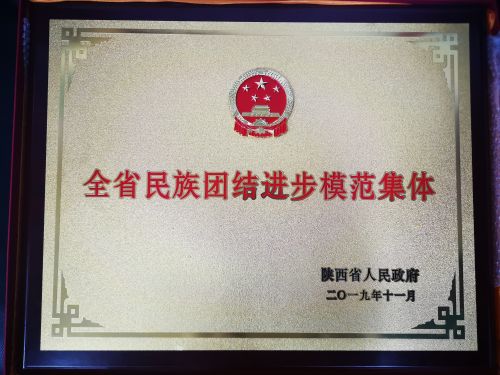 全省民族团结进步模范集体
陕西省人民政府
二〇一九年十一月